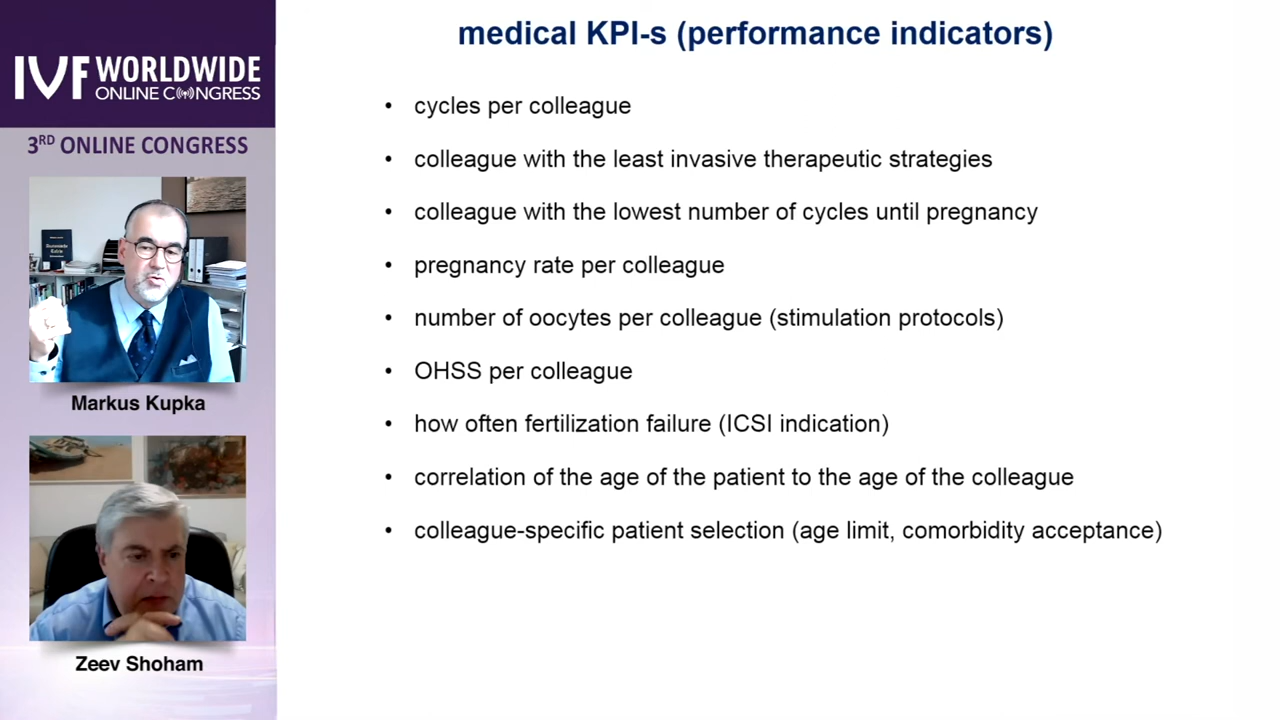 IVF WORLDWIDE
ONLINE CONGRESS
3RD ONLINE CONGRESS
Markus Kupka
Zeev Shoham
medical KPI-s (performance indicators)
• cycles per colleague
• colleague with the least invasive therapeutic strategies
• colleague with the lowest number of cycles until pregnancy
• pregnancy rate per colleague
• number of oocytes per colleague (stimulation protocols)
• OHSS per colleague
• how often fertilization failure (ICSI indication)
• correlation of the age of the patient to the age of the colleague
• colleague-specific patient selection (age limit, comorbidity acceptance)